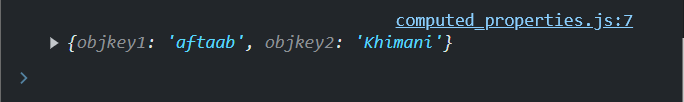 computed_properties.js:7
{objkey1: 'aftaab', objkey2: 'Khimani'}